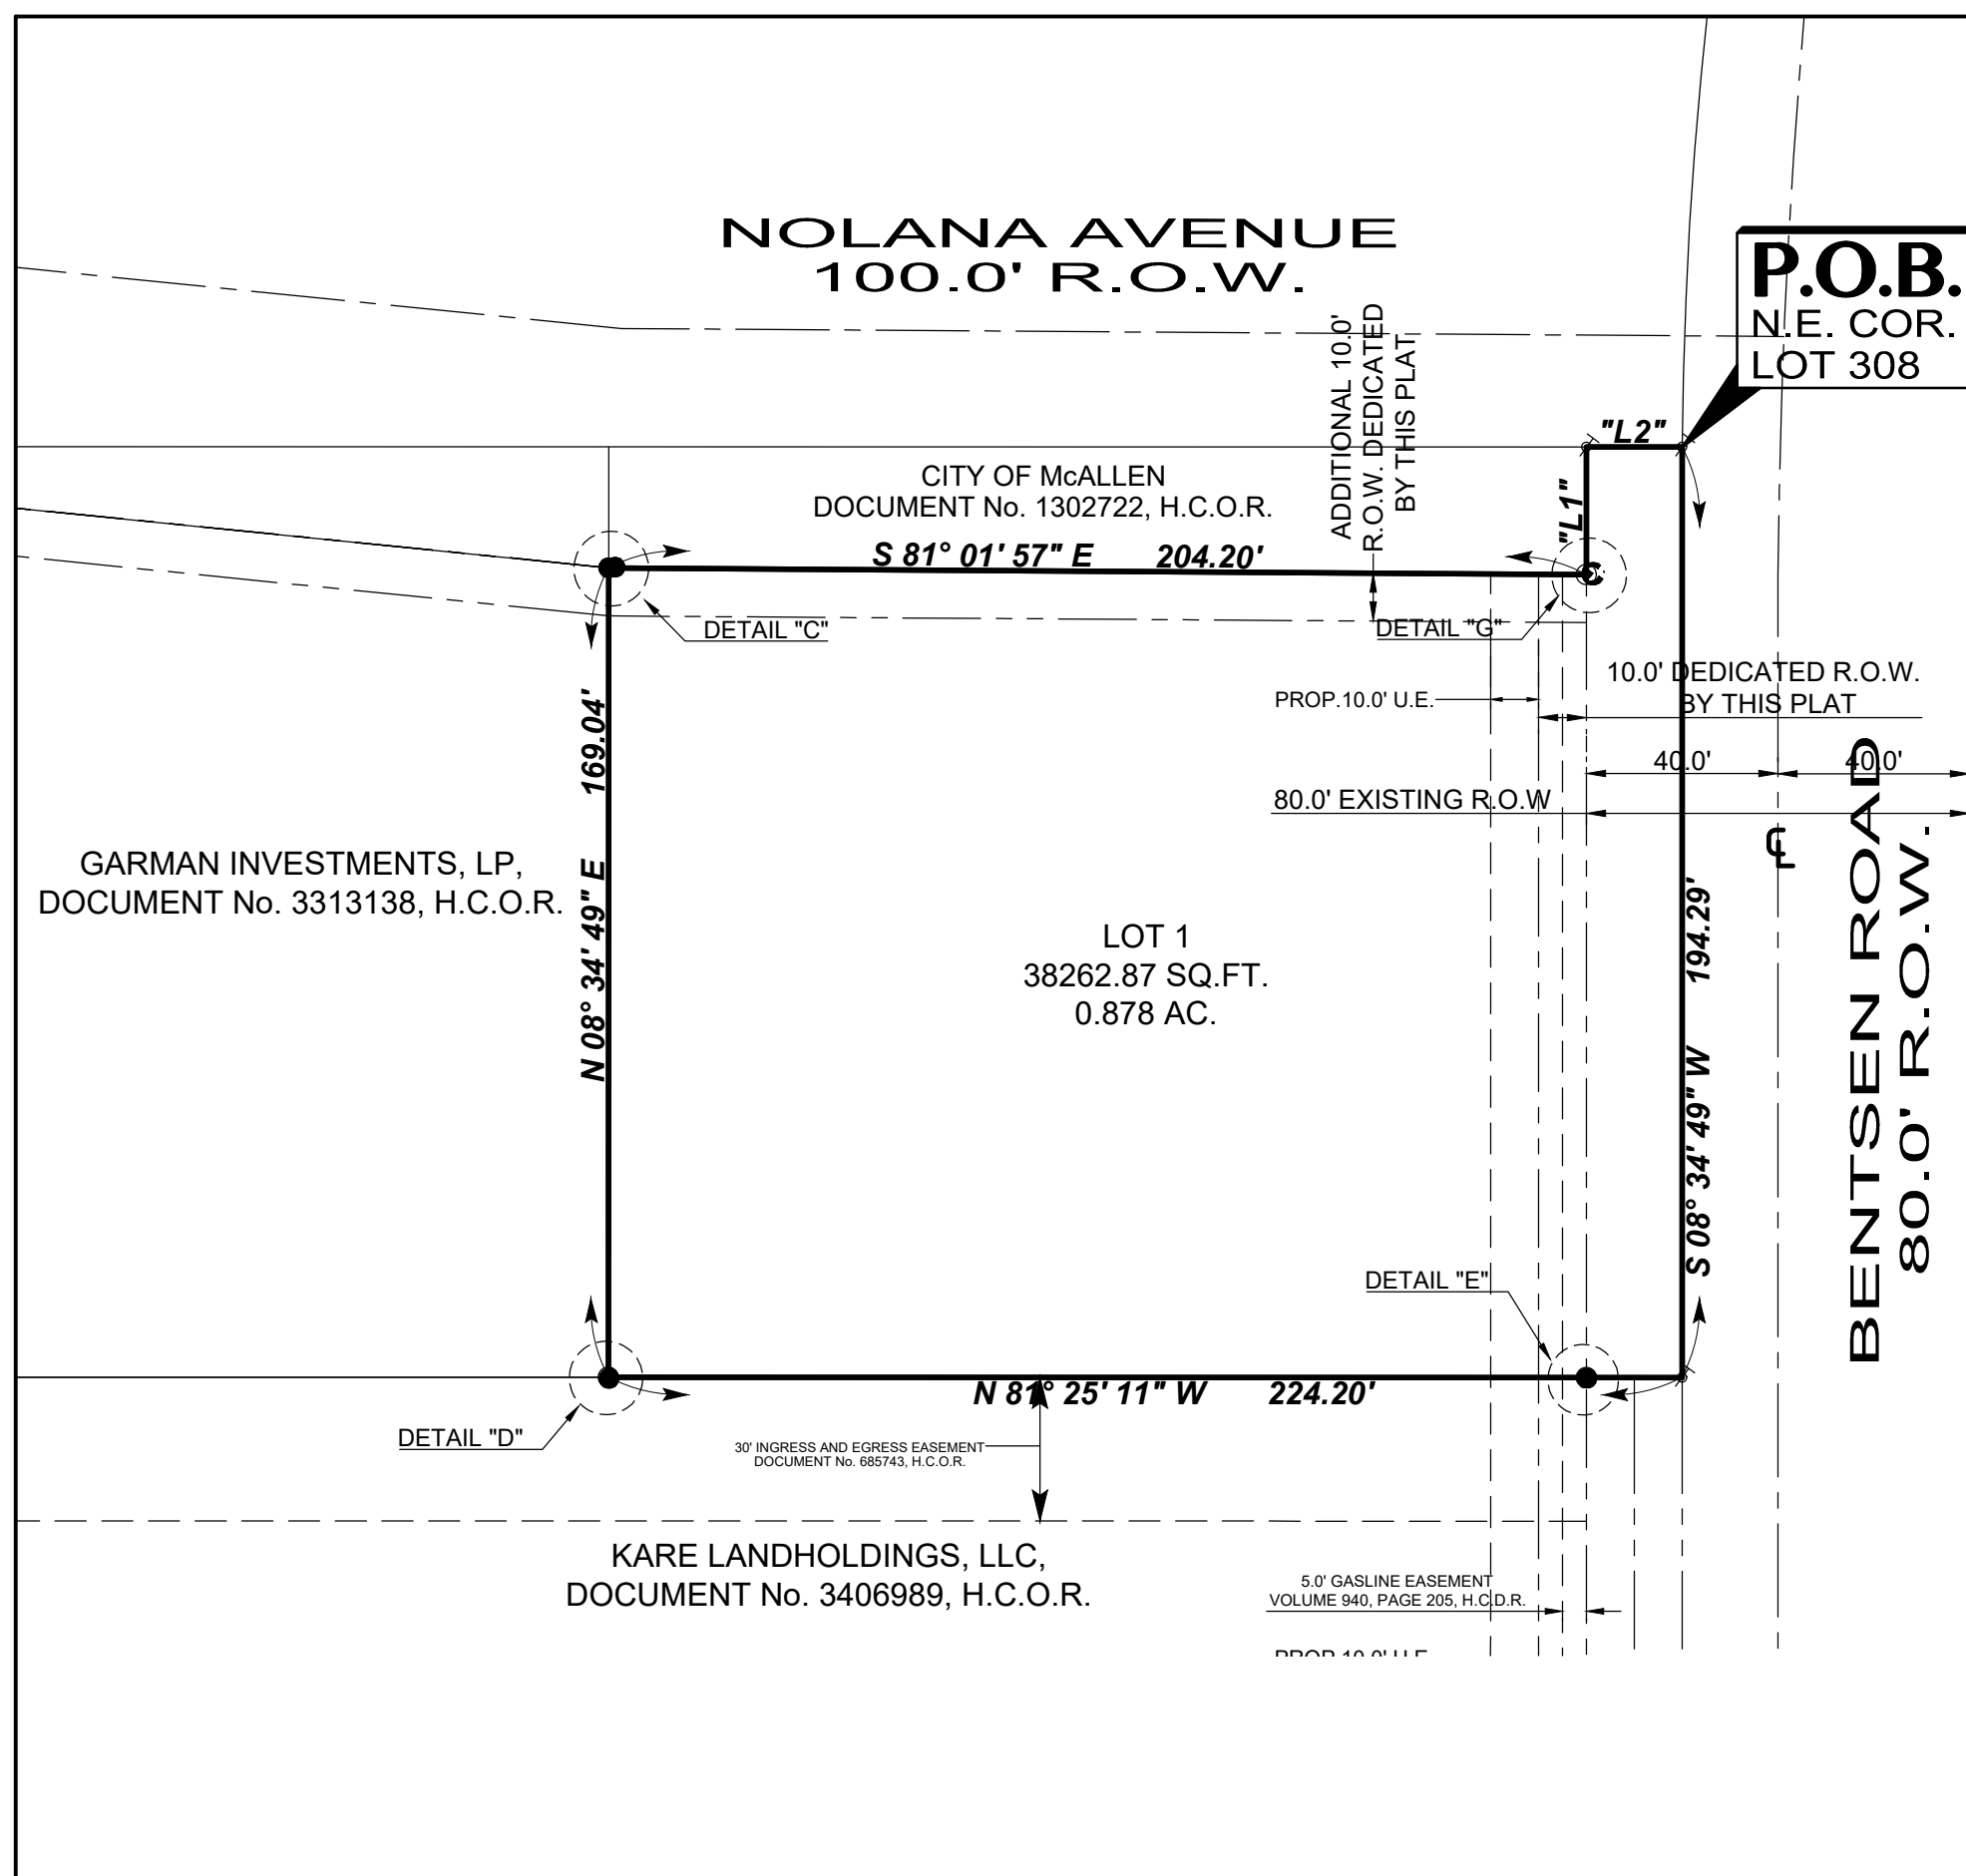 NOLANA AVENUE
100.0' R.O.W.
P.O.B.
N.E. COR.
LOT 308
ADDITIONAL 10.0'
R.O.W. DEDICATED
BY THIS PLAT
"L2"
"L1"
CITY OF McALLEN
DOCUMENT No. 1302722, H.C.O.R.
S 81° 01' 57" E 204.20'
DETAIL "C"
DETAIL "G"
10.0' DEDICATED R.O.W.
BY THIS PLAT
PROP.10.0' U.E.
40.0'
40.0'
80.0' EXISTING R.O.W
N 08° 34' 49" E 169.04'
GARMAN INVESTMENTS, LP,
DOCUMENT No. 3313138, H.C.O.R.
LOT 1
38262.87 SQ.FT.
0.878 AC.
S 08° 34' 49" W 194.29'
BENTSEN ROAD
80.0' R.O.W.
DETAIL "E"
N 81° 25' 11" W 224.20'
DETAIL "D"
30' INGRESS AND EGRESS EASEMENT
DOCUMENT No. 685743, H.C.O.R.
KARE LANDHOLDINGS, LLC,
DOCUMENT No. 3406989, H.C.O.R.
5.0' GASLINE EASEMENT
VOLUME 940, PAGE 205, H.C.D.R.
PROP.10.0' U.E.